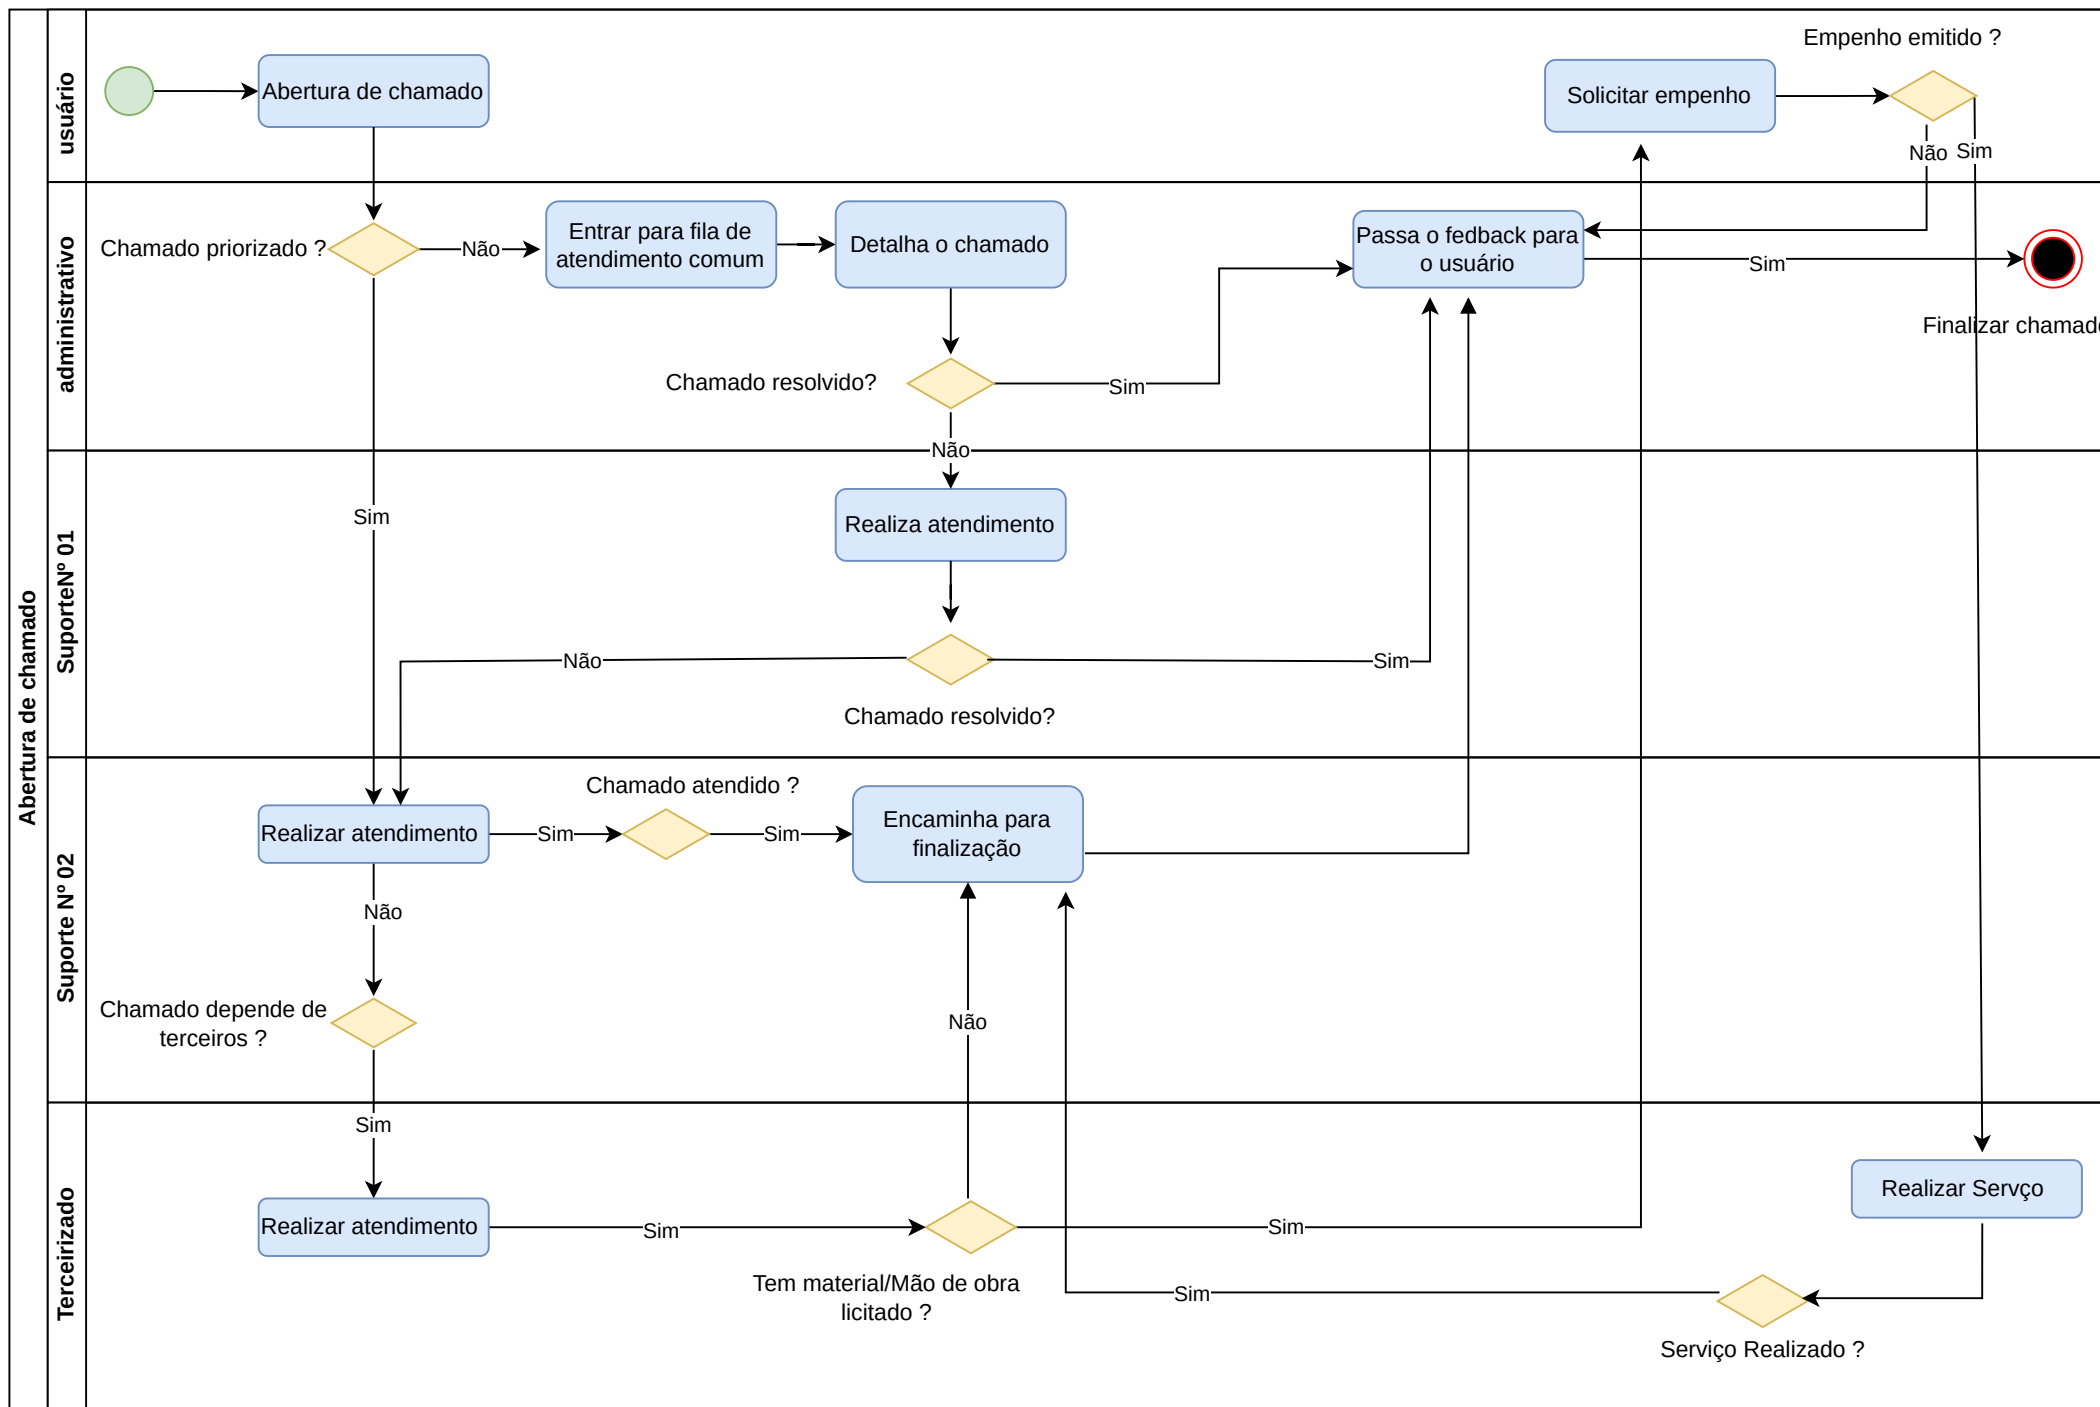 Abertura de chamado
usuário
Abertura de chamado
Solicitar empenho
Empenho emitido ?
Não
Sim
administrativo
Chamado priorizado ?
Não
Entrar para fila de
atendimento comum
Detalha o chamado
Passa o fedback para
o usuário
Sim
Finalizar chamado
Chamado resolvido?
Sim
Não
SuporteNº 01
Sim
Realiza atendimento
Não
Sim
Chamado resolvido?
Suporte Nº 02
Realizar atendimento
Sim
Chamado atendido ?
Sim
Encaminha para
finalização
Não
Chamado depende de
terceiros ?
Não
Terceirizado
Sim
Realizar atendimento
Sim
Tem material/Mão de obra
licitado ?
Sim
Realizar Servço
Sim
Serviço Realizado ?